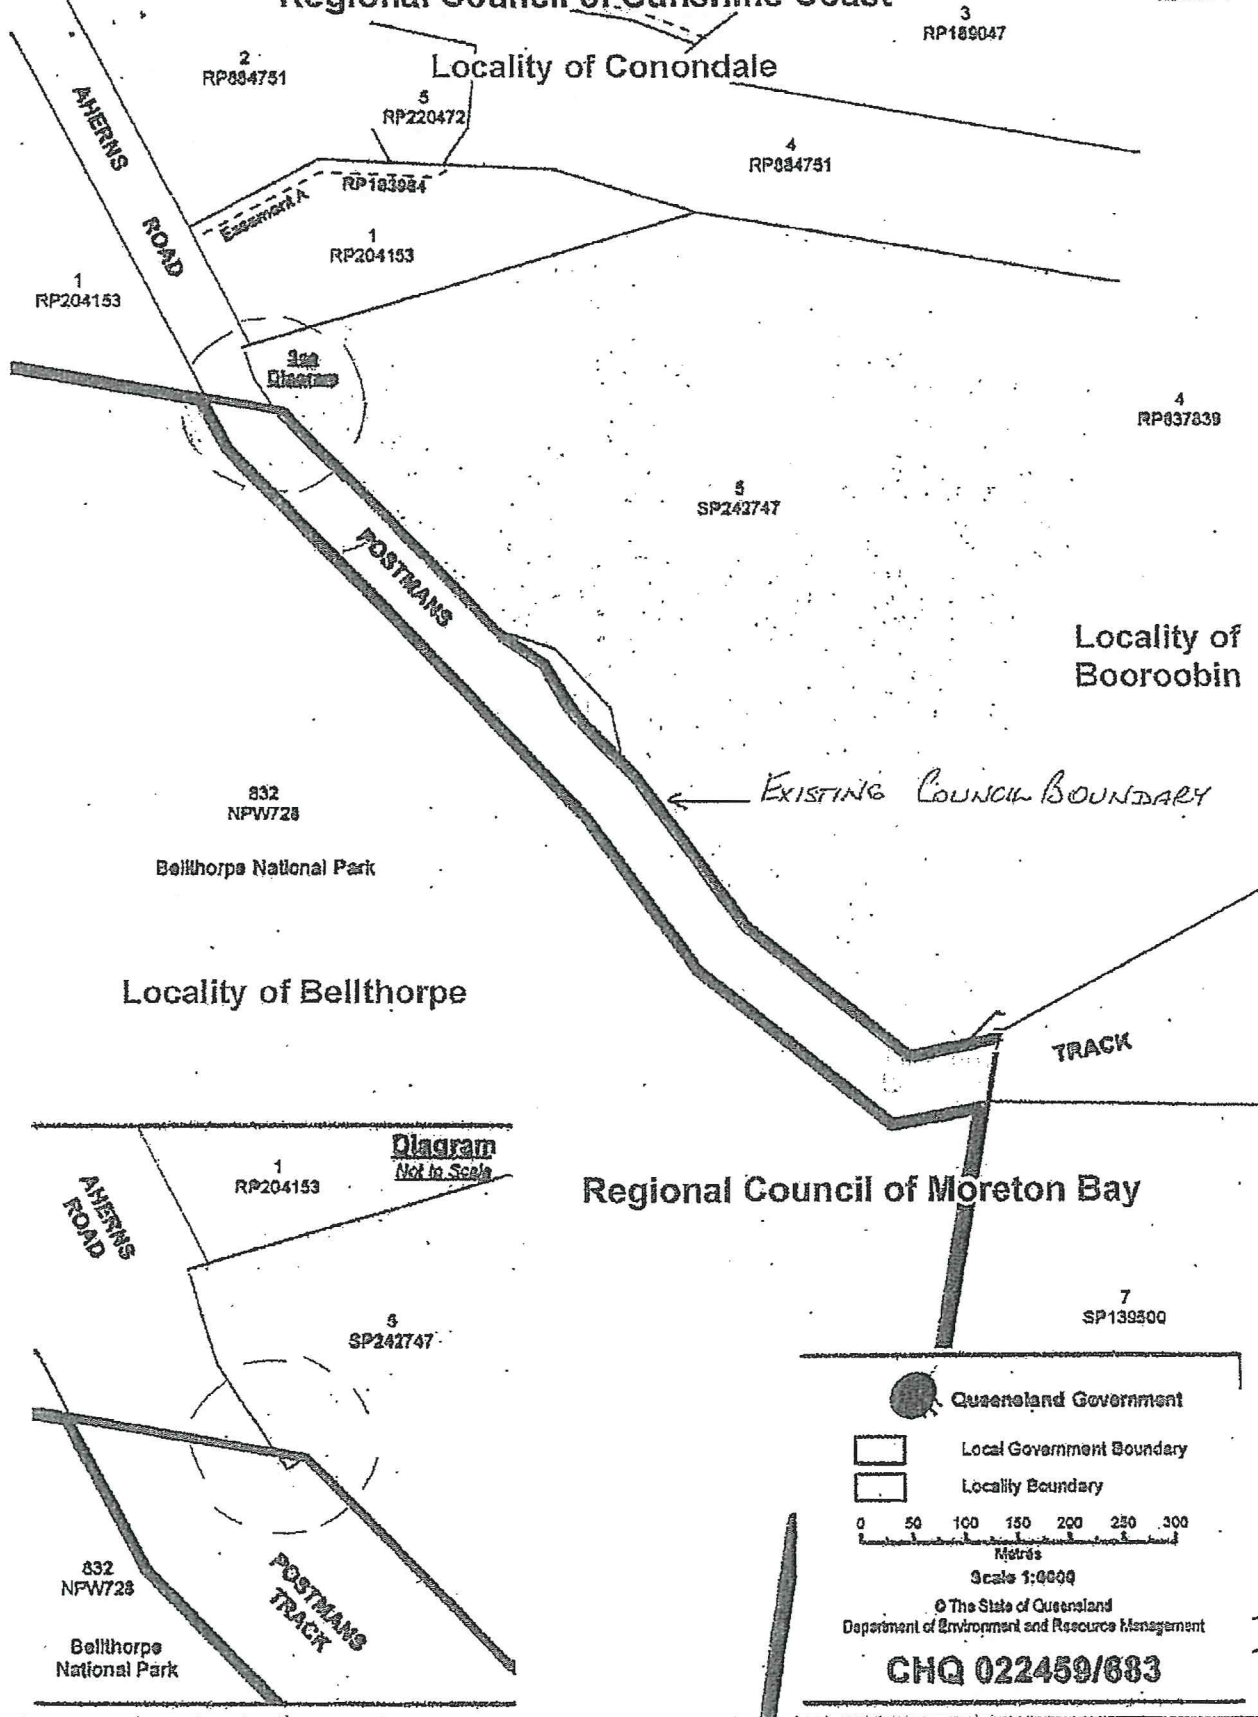 Regional Council of Sunshine Coast
3
RP189047
2
RP884751
Locality of Conondale
5
RP220472
AHERNS
4
RP884751
RP183984
Easement A
ROAD
1
RP204153
1
RP204153
See
Diagram
4
RP837839
5
SP242747
POSTMANS
Locality of
Booroobin
EXISTING COUNCIL BOUNDARY
832
NPW728
Bellthorpe National Park
Locality of Bellthorpe
TRACK
Diagram
Not to Scale
1
RP204153
AHERNS
ROAD
Regional Council of Moreton Bay
5
SP242747
7
SP139500
Queensland Government
Local Government Boundary
Locality Boundary
0 50 100 150 200 250 300
Metres
Scale 1:6000
832
NPW728
POSTMANS
TRACK
© The State of Queensland
Department of Environment and Resource Management
Bellthorpe
National Park
CHQ 022459/683